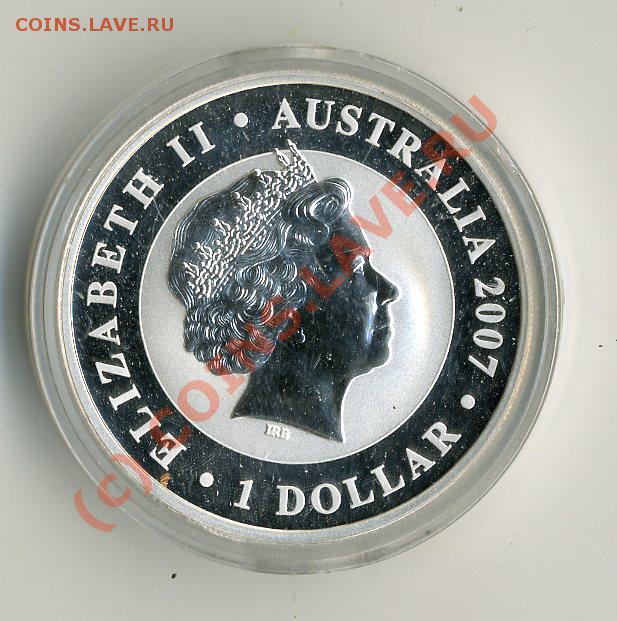 COINS.LAVE.RU
ELIZABETH II • AUSTRALIA 2007 • 1 DOLLAR •
IRB
(c) COINS.LAVE.RU